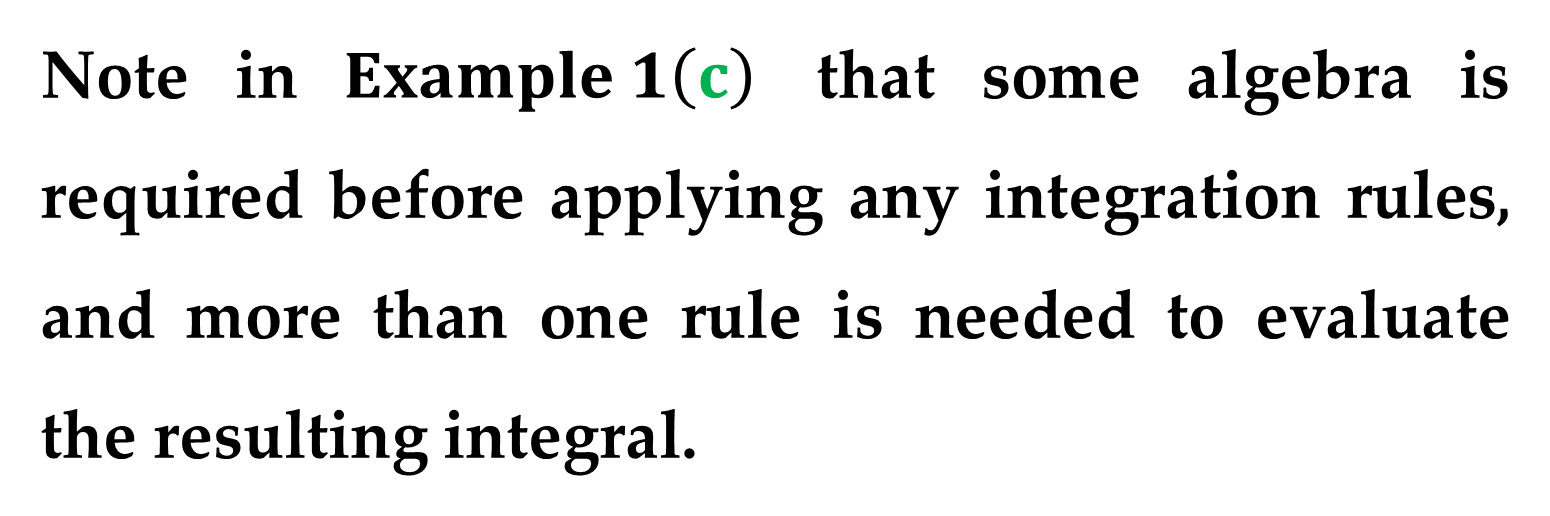 Note in Example 1(c) that some algebra is
required before applying any integration rules,
and more than one rule is needed to evaluate
the resulting integral.